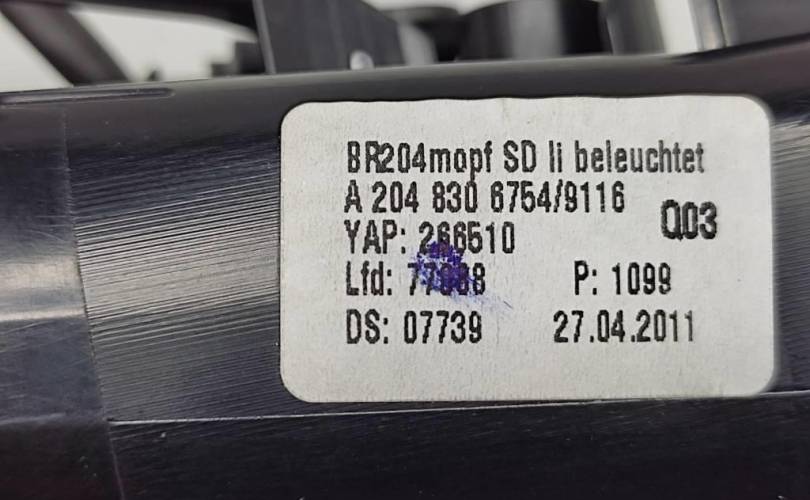 BR204mopf SD li beleuchtet
A 204 830 6754/9116
Q03
YAP: 266510
Lfd:
P: 1099
DS: 07739 27.04.2011